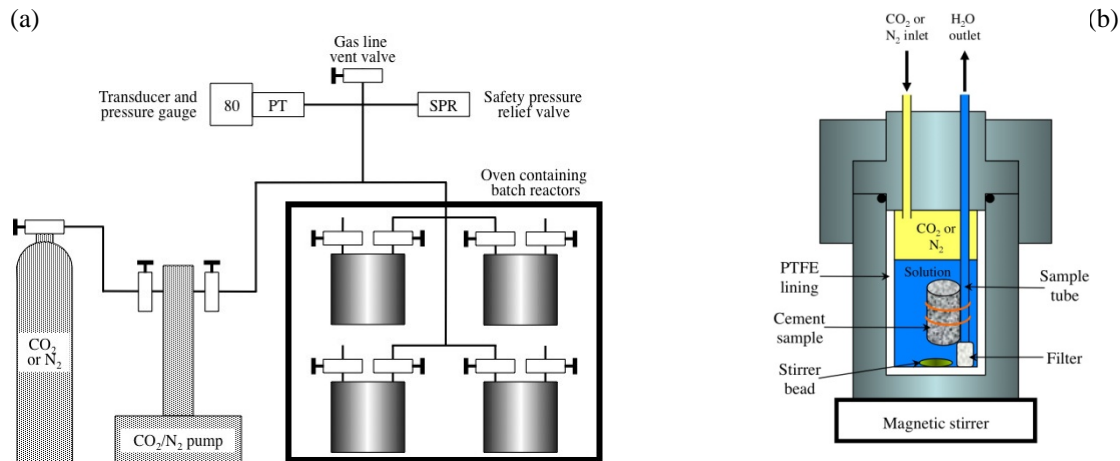 (a)
Gas line
vent valve
Transducer and
pressure gauge
80
PT
SPR
Safety pressure
relief valve
Oven containing
batch reactors
CO₂
or N₂
CO₂/N₂ pump
(b)
CO₂ or
N₂ inlet
H₂O
outlet
CO₂ or
N₂
Solution
PTFE
lining
Sample
tube
Cement
sample
Filter
Stirrer
bead
Magnetic stirrer